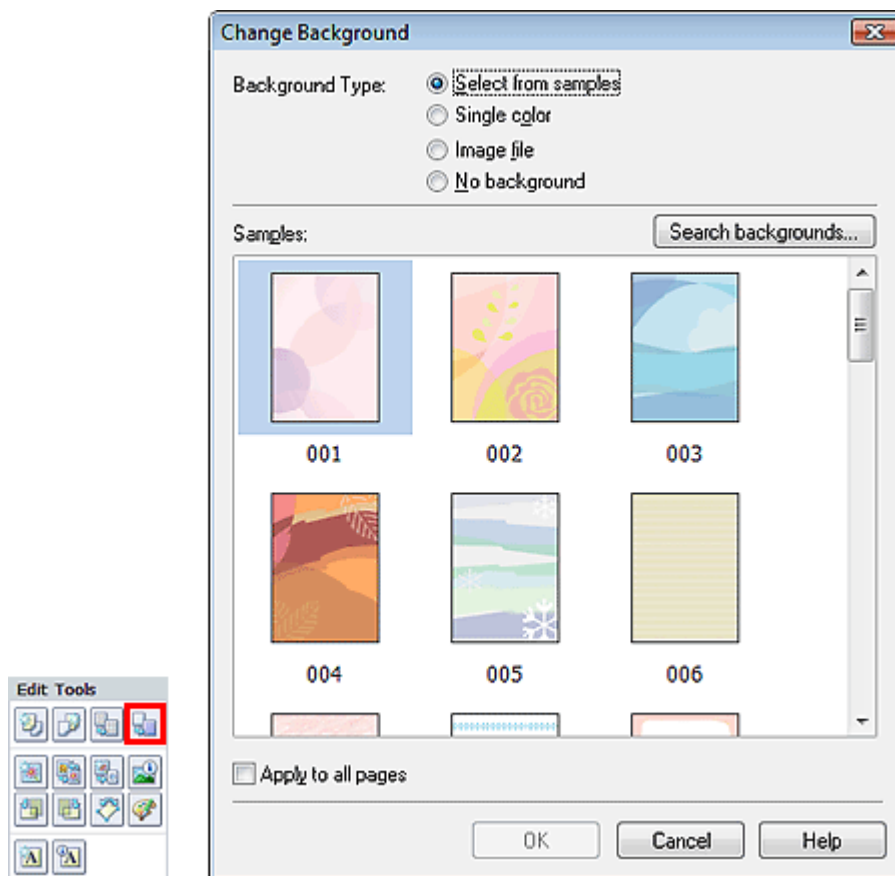 Change Background
Background Type:
Select from samples
Single color
Image file
No background
Samples:
Search backgrounds...
001
002
003
004
005
006
Apply to all pages
OK
Cancel
Help
Edit Tools
A
A